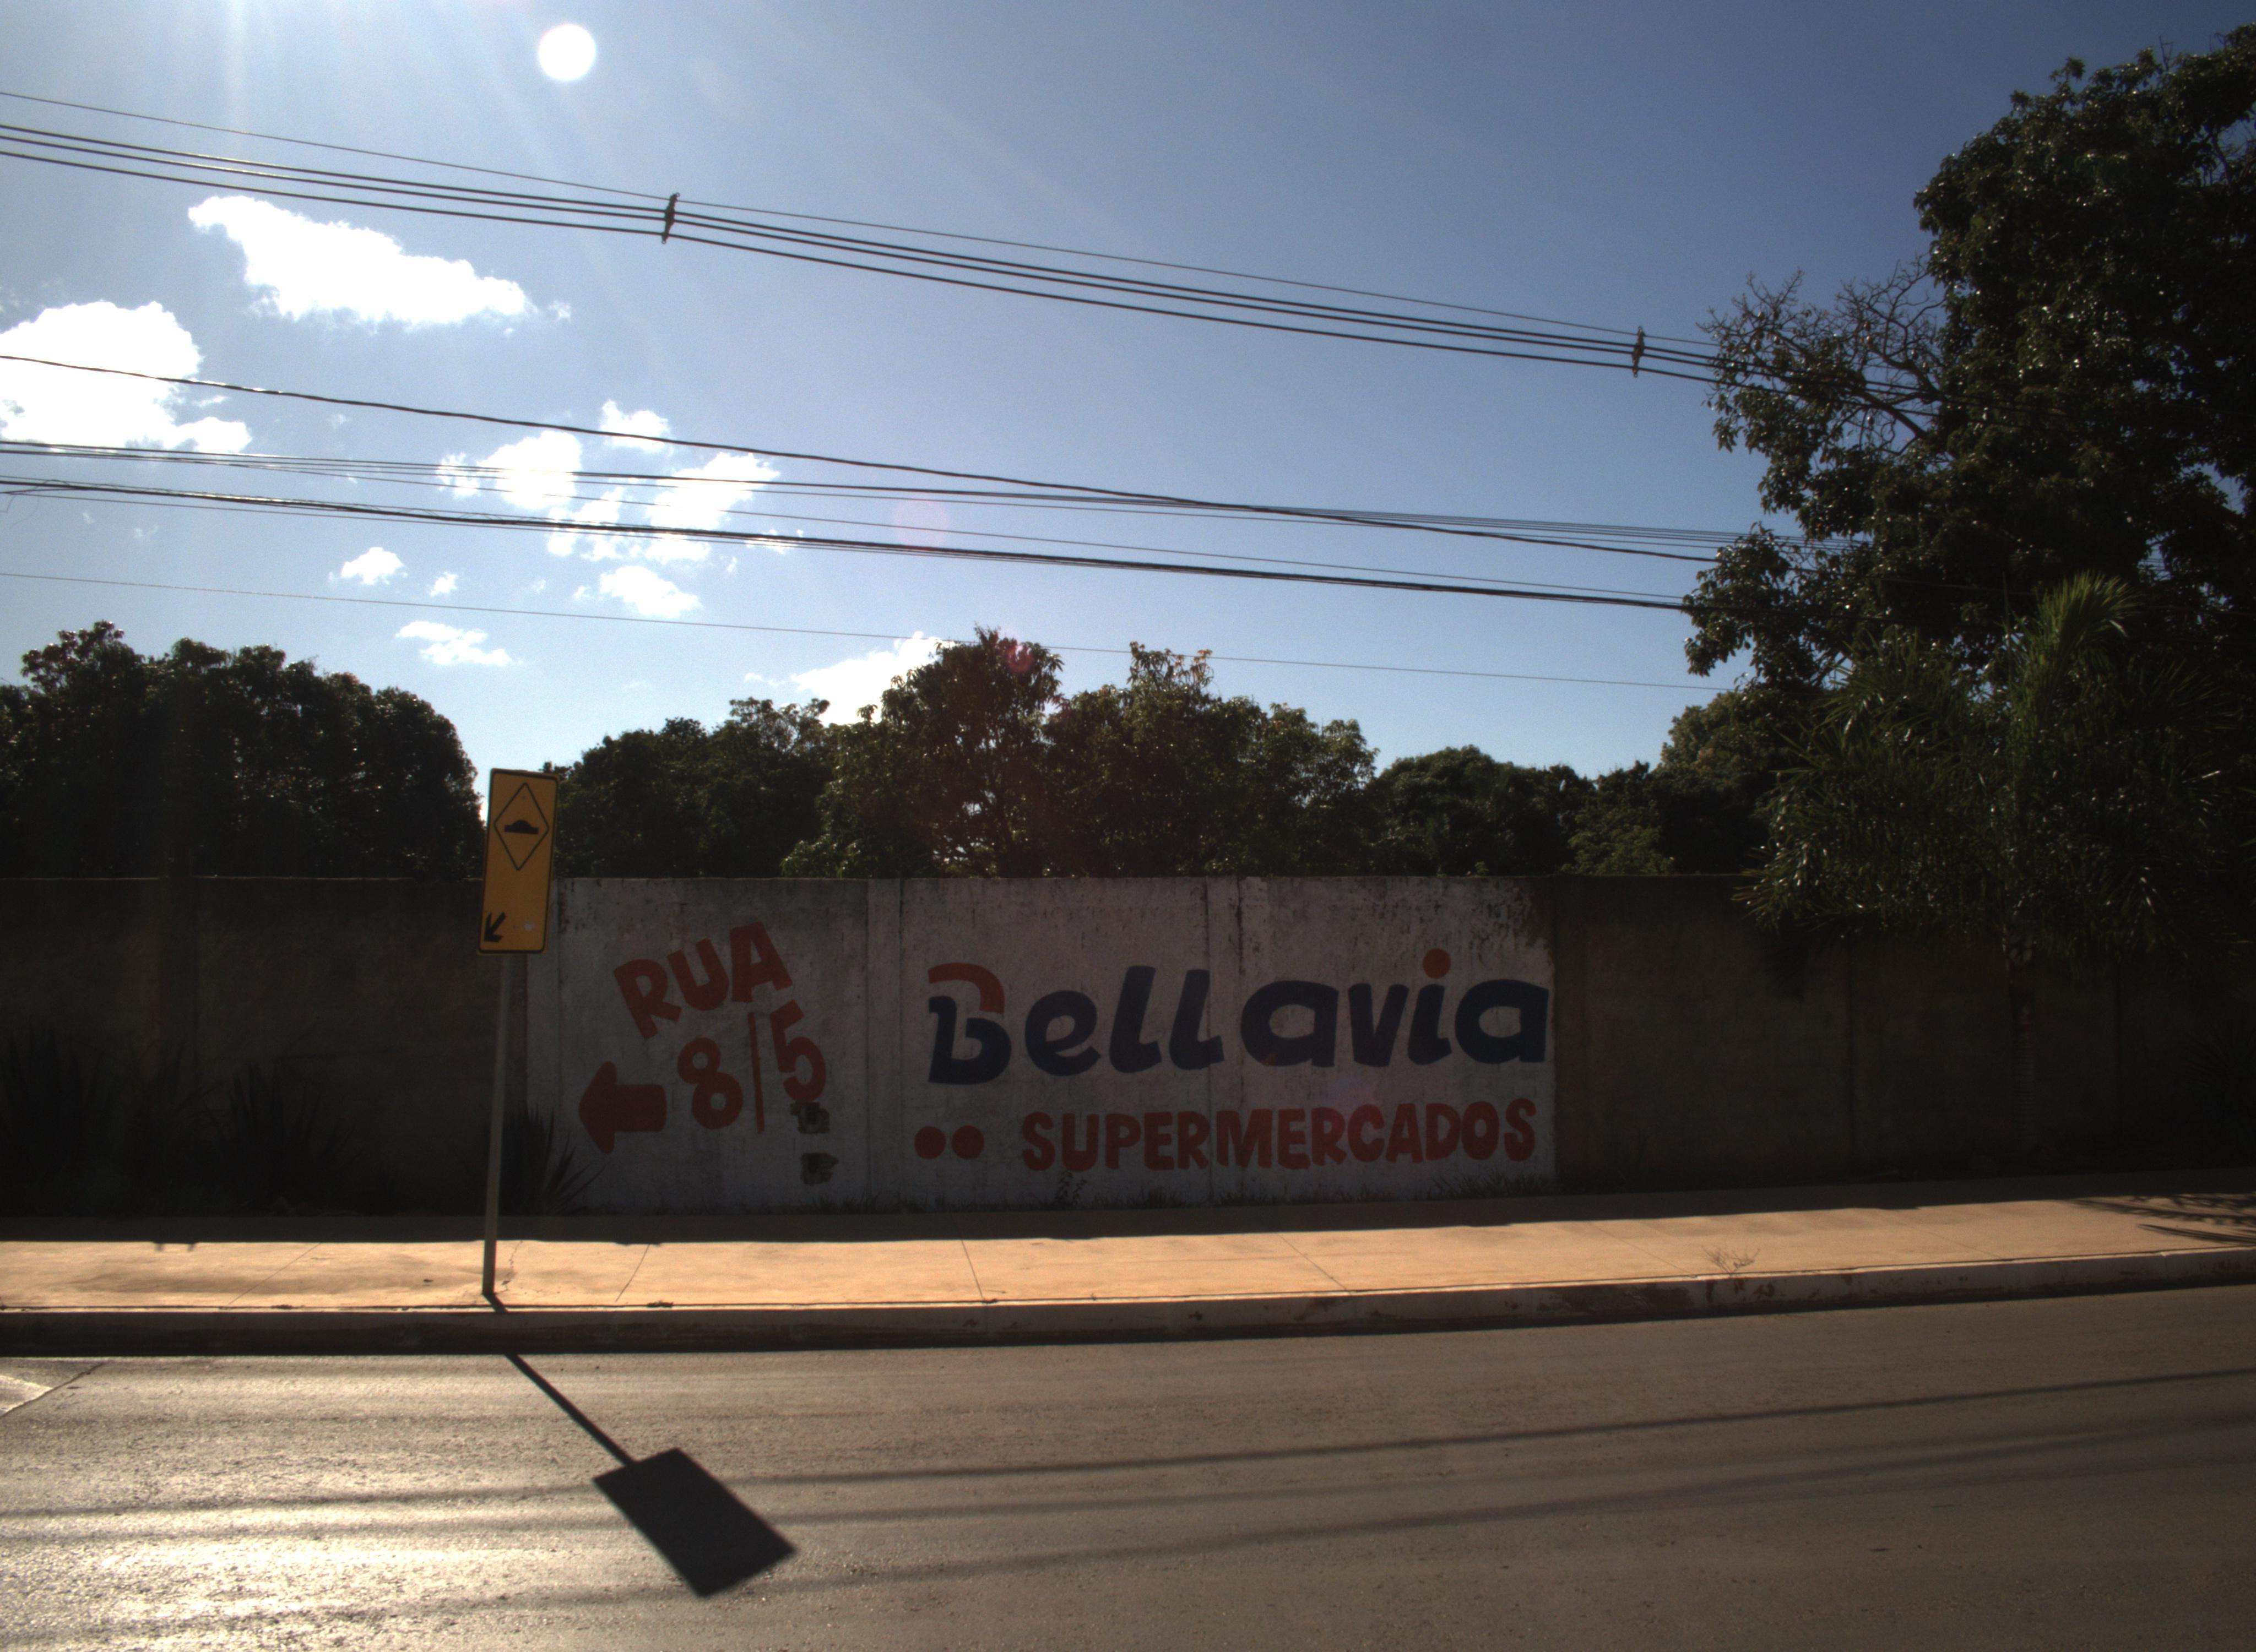 RUA
8/5
Bellavia
SUPERMERCADOS